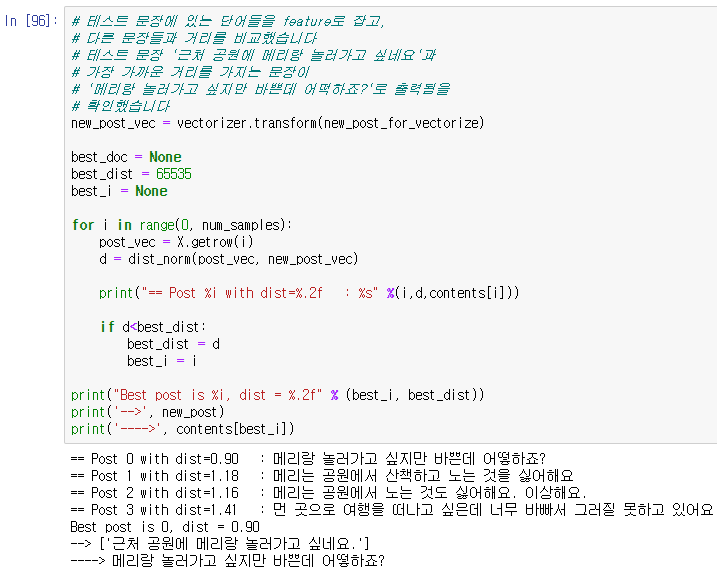 In [96]:
# 테스트 문장에 있는 단어들을 feature로 잡고,
# 다른 문장들과 거리를 비교했습니다
# 테스트 문장 '근처 공원에 메리랑 놀러가고 싶네요'과
# 가장 가까운 거리를 가지는 문장이
# '메리랑 놀러가고 싶지만 바쁜데 어떡하죠?'로 출력됨을
# 확인했습니다
new_post_vec = vectorizer.transform(new_post_for_vectorize)
best_doc = None
best_dist = 65535
best_i = None
for i in range(0, num_samples):
post_vec = X.getrow(i)
d = dist_norm(post_vec, new_post_vec)
print("== Post %i with dist=%.2f   : %s" %(i,d,contents[i]))
if d<best_dist:
best_dist = d
best_i = i
print("Best post is %i, dist = %.2f" % (best_i, best_dist))
print('-->', new_post)
print('---->', contents[best_i])
== Post 0 with dist=0.90   : 메리랑 놀러가고 싶지만 바쁜데 어떻하죠?
== Post 1 with dist=1.18   : 메리는 공원에서 산책하고 노는 것을 싫어해요
== Post 2 with dist=1.16   : 메리는 공원에서 노는 것도 싫어해요. 이상해요.
== Post 3 with dist=1.41   : 먼 곳으로 여행을 떠나고 싶은데 너무 바빠서 그러질 못하고 있어요
Best post is 0, dist = 0.90
--> ['근처 공원에 메리랑 놀러가고 싶네요.']
----> 메리랑 놀러가고 싶지만 바쁜데 어떻하죠?